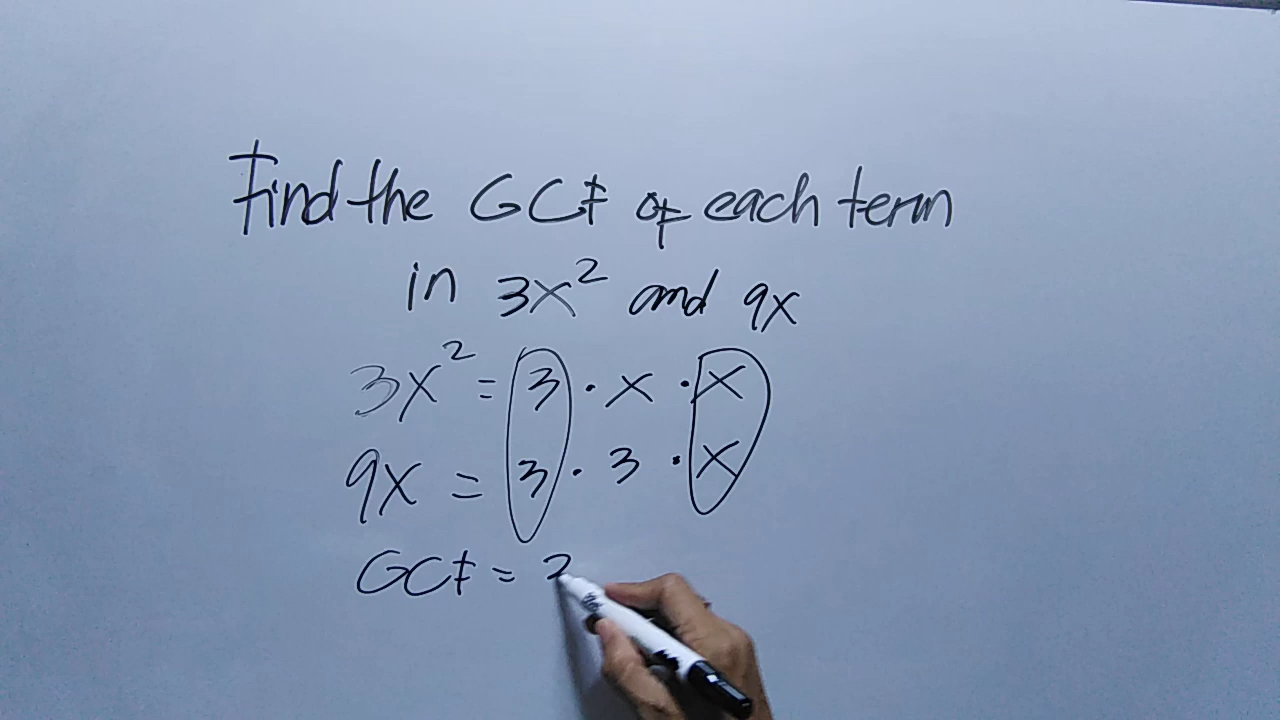 Find the GCF of each term
in 3x² and 9x
3x² = 3 · x · x
9x = 3 · 3 · x
GCF = 3